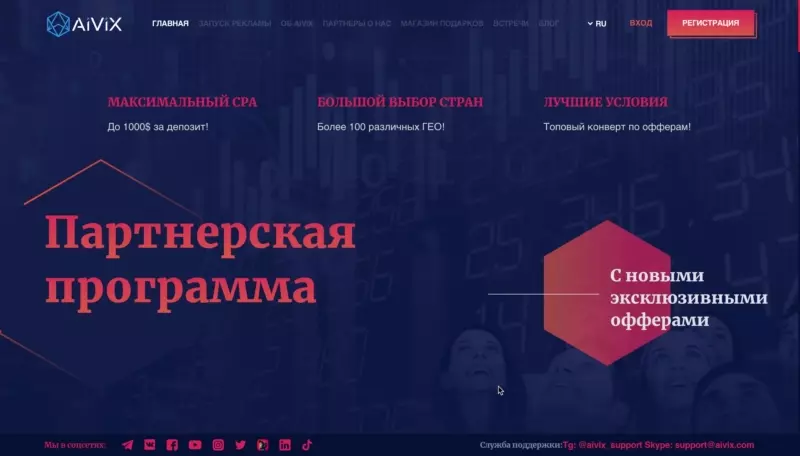 AiViX
ГЛАВНАЯ ЗАПУСК РЕКЛАМЫ ОБ AIVIX ПАРТНЕРЫ О НАС МАГАЗИН ПОДАРКОВ ВСТРЕЧИ БЛОГ RU ВХОД РЕГИСТРАЦИЯ
МАКСИМАЛЬНЫЙ CPA БОЛЬШОЙ ВЫБОР СТРАН ЛУЧШИЕ УСЛОВИЯ
До 1000$ за депозит! Более 100 различных ГЕО! Топовый конверт по офферам!
Партнерская
программа
С новыми
эксклюзивными
офферами
Мы в соцсетях: Служба поддержки:Tg: @aivix_support Skype: support@aivix.com